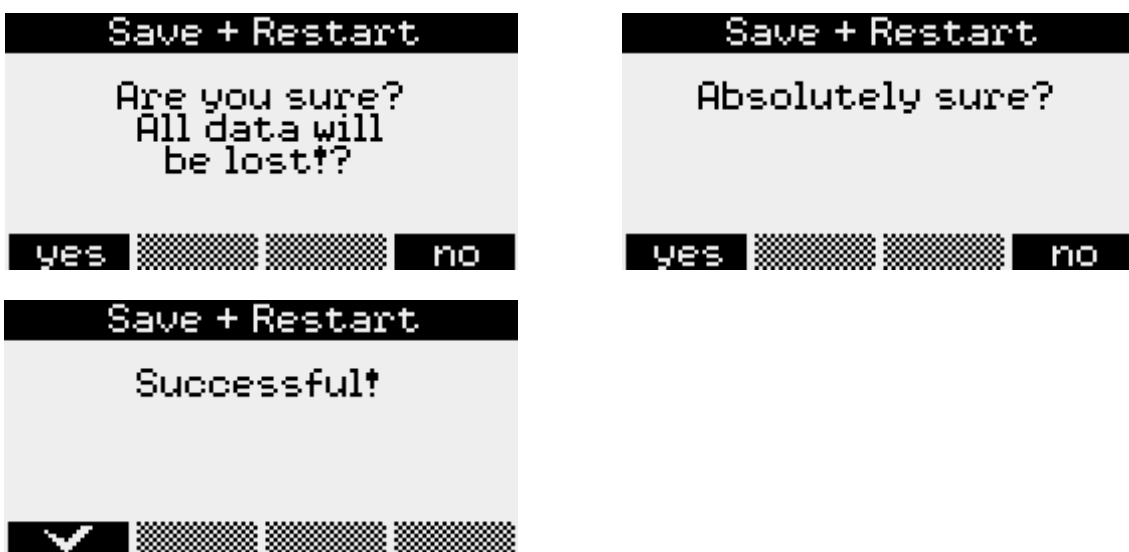 Save + Restart
Are you sure?
All data will
be lost!?
yes no
Save + Restart
Absolutely sure?
yes no
Save + Restart
Successful!